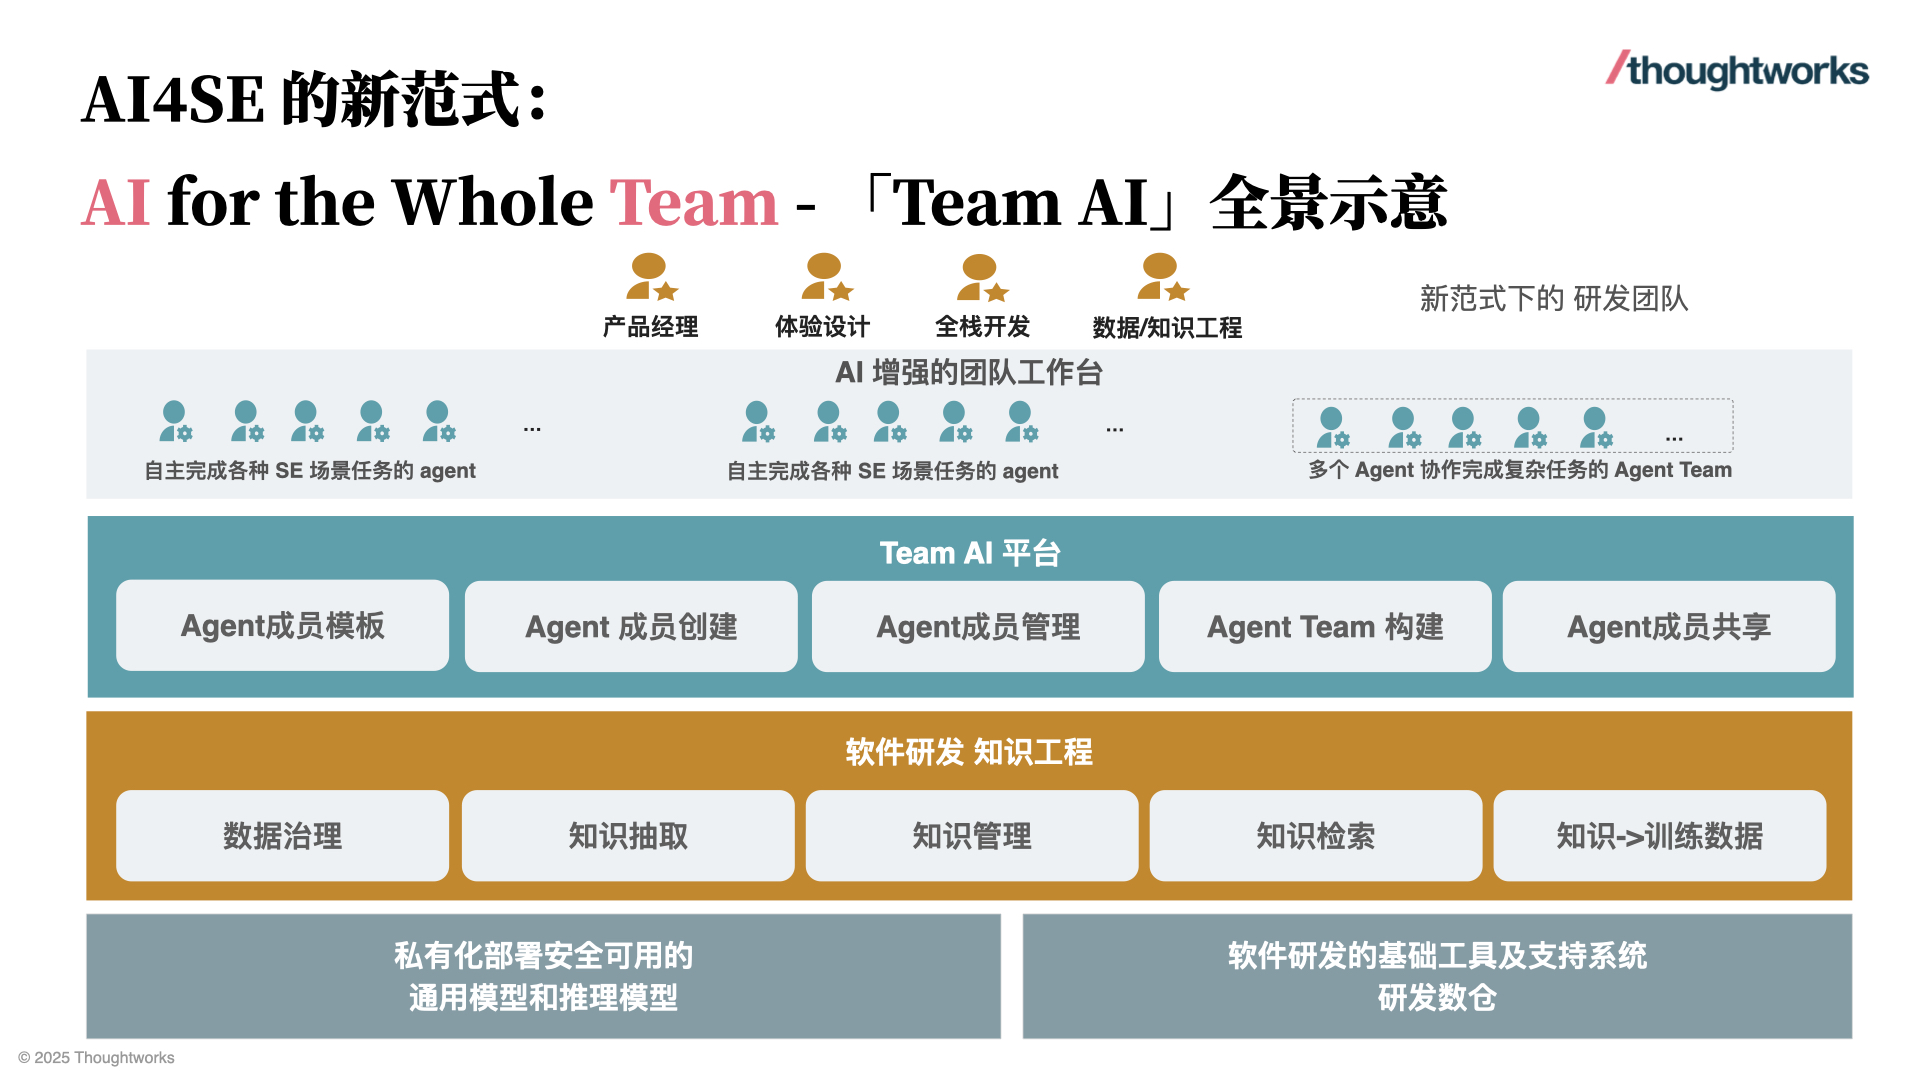 /thoughtworks
AI4SE 的新范式：
AI for the Whole Team - 「Team AI」全景示意
产品经理
体验设计
全栈开发
数据/知识工程
新范式下的 研发团队
AI 增强的团队工作台
...
...
...
自主完成各种 SE 场景任务的 agent
自主完成各种 SE 场景任务的 agent
多个 Agent 协作完成复杂任务的 Agent Team
Team AI 平台
Agent成员模板
Agent 成员创建
Agent成员管理
Agent Team 构建
Agent成员共享
软件研发 知识工程
数据治理
知识抽取
知识管理
知识检索
知识->训练数据
私有化部署安全可用的
通用模型和推理模型
软件研发的基础工具及支持系统
研发数仓
© 2025 Thoughtworks